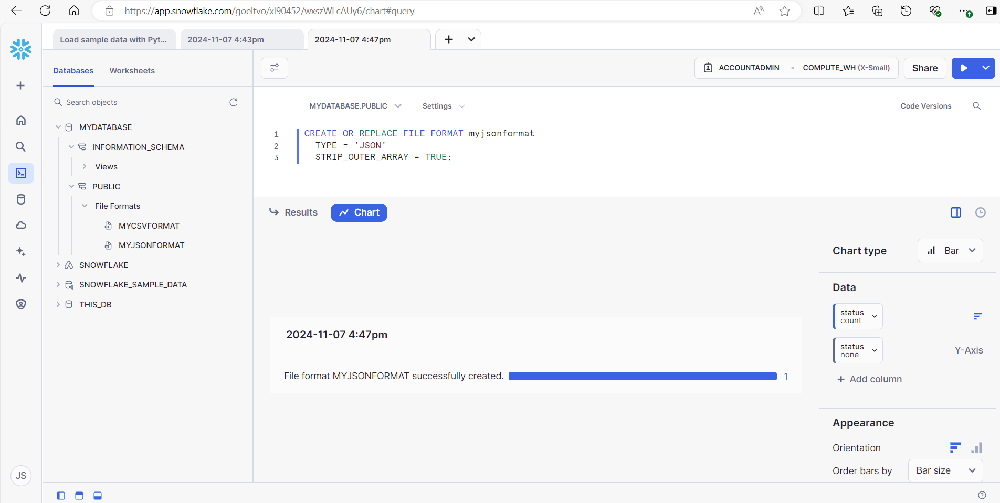 https://app.snowflake.com/goeltvo/xl90452/wxszWLcAUy6/chart#query
Load sample data with Pyt...
2024-11-07 4:43pm
2024-11-07 4:47pm
Databases
Worksheets
ACCOUNTADMIN
COMPUTE_WH (X-Small)
Share
Search objects
MYDATABASE.PUBLIC
Settings
Code Versions
MYDATABASE
INFORMATION_SCHEMA
Views
PUBLIC
File Formats
MYCSVFORMAT
MYJSONFORMAT
SNOWFLAKE
SNOWFLAKE_SAMPLE_DATA
THIS_DB
JS
1 CREATE OR REPLACE FILE FORMAT myjsonformat
2 TYPE = 'JSON'
3 STRIP_OUTER_ARRAY = TRUE;
Results
Chart
2024-11-07 4:47pm
File format MYJSONFORMAT successfully created. 1
Chart type
Bar
Data
status
count
status
none
Y-Axis
+ Add column
Appearance
Orientation
Order bars by
Bar size